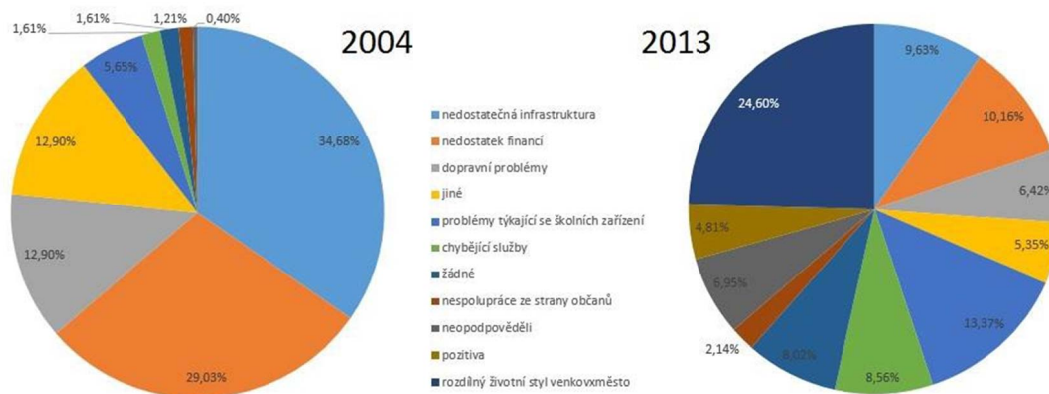 2004
2013
1,61%
1,61%
1,21%
0,40%
5,65%
12,90%
12,90%
29,03%
34,68%
nedostatečná infrastruktura
nedostatek financí
dopravní problémy
jiné
problémy týkající se školních zařízení
chybějící služby
žádné
nespolupráce ze strany občanů
neopodpověděli
pozitiva
rozdílný životní styl venkovxměsto
9,63%
10,16%
6,42%
5,35%
13,37%
8,56%
8,02%
2,14%
6,95%
4,81%
24,60%